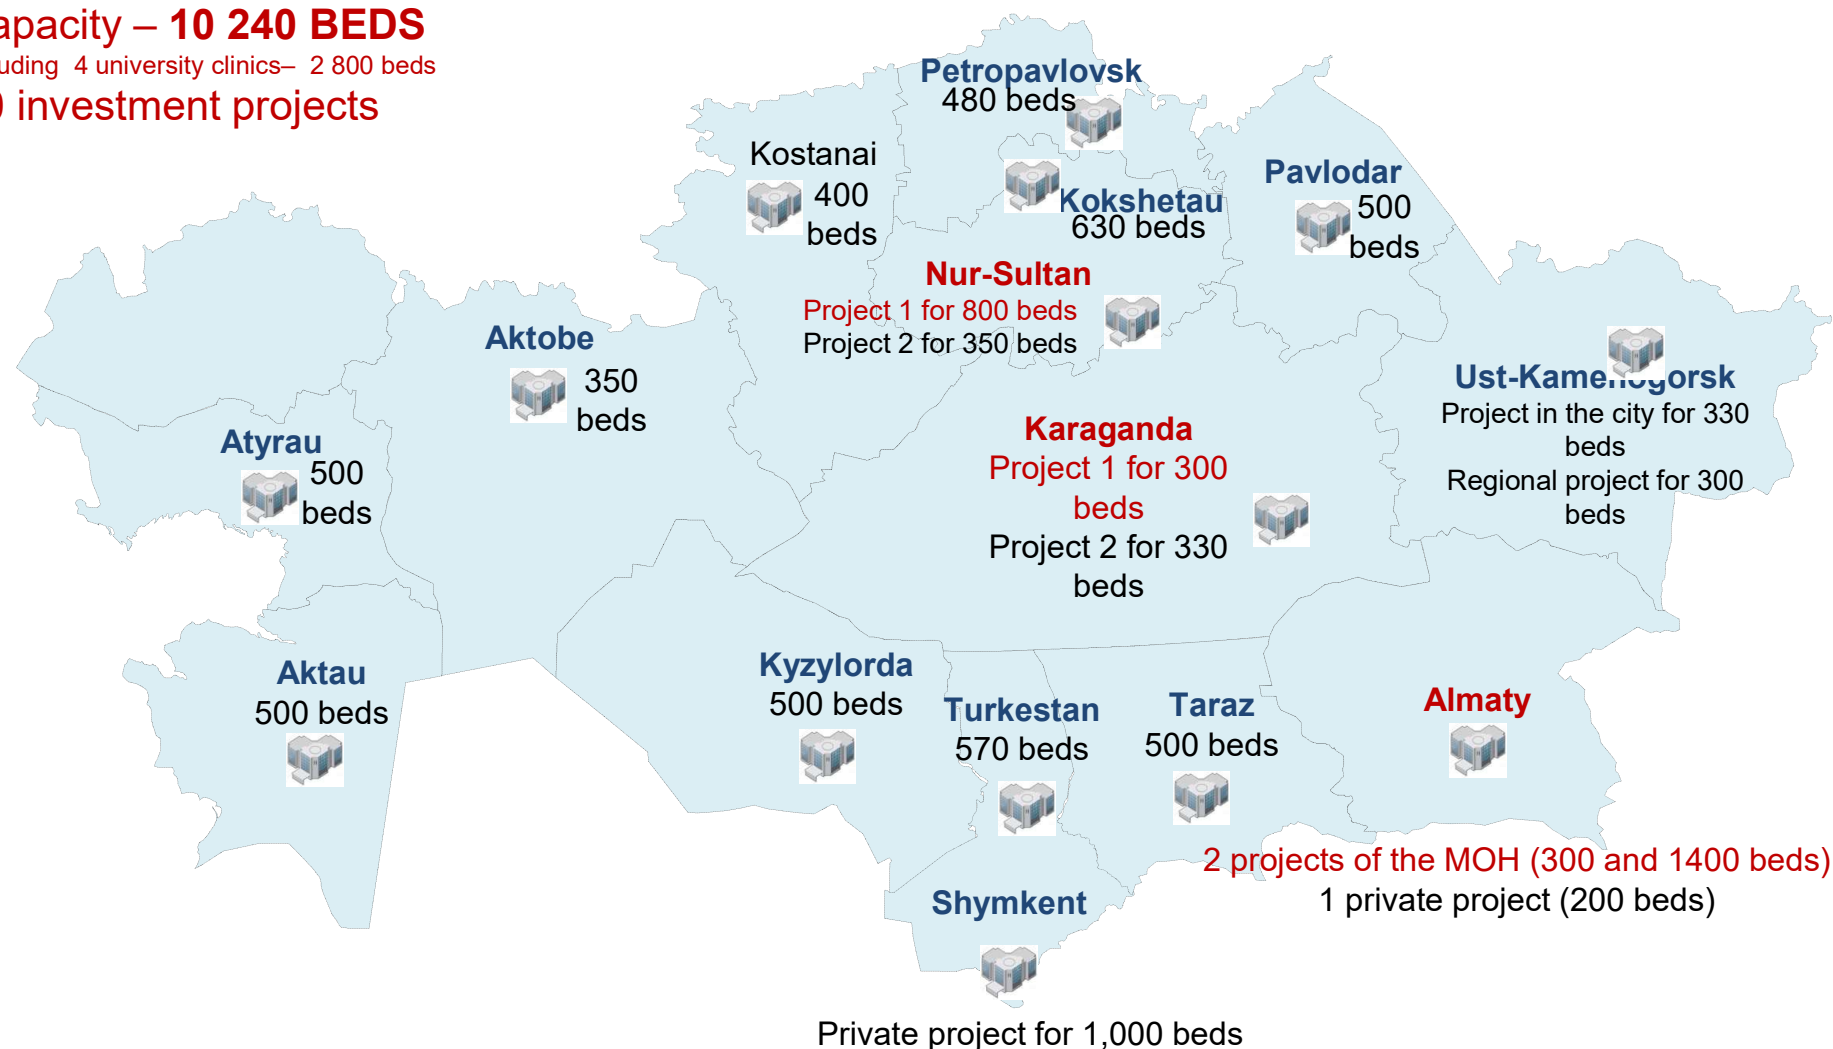 apacity – 10 240 BEDS
uding 4 university clinics– 2 800 beds
investment projects
Petropavlovsk
480 beds
Kostanai
400
beds
Kokshetau
630 beds
Pavlodar
500
beds
Nur-Sultan
Project 1 for 800 beds
Project 2 for 350 beds
Aktobe
350
beds
Ust-Kamenogorsk
Project in the city for 330
beds
Regional project for 300
beds
Atyrau
500
beds
Karaganda
Project 1 for 300
beds
Project 2 for 330
beds
Aktau
500 beds
Kyzylorda
500 beds
Turkestan
570 beds
Taraz
500 beds
Almaty
2 projects of the MOH (300 and 1400 beds)
1 private project (200 beds)
Shymkent
Private project for 1,000 beds